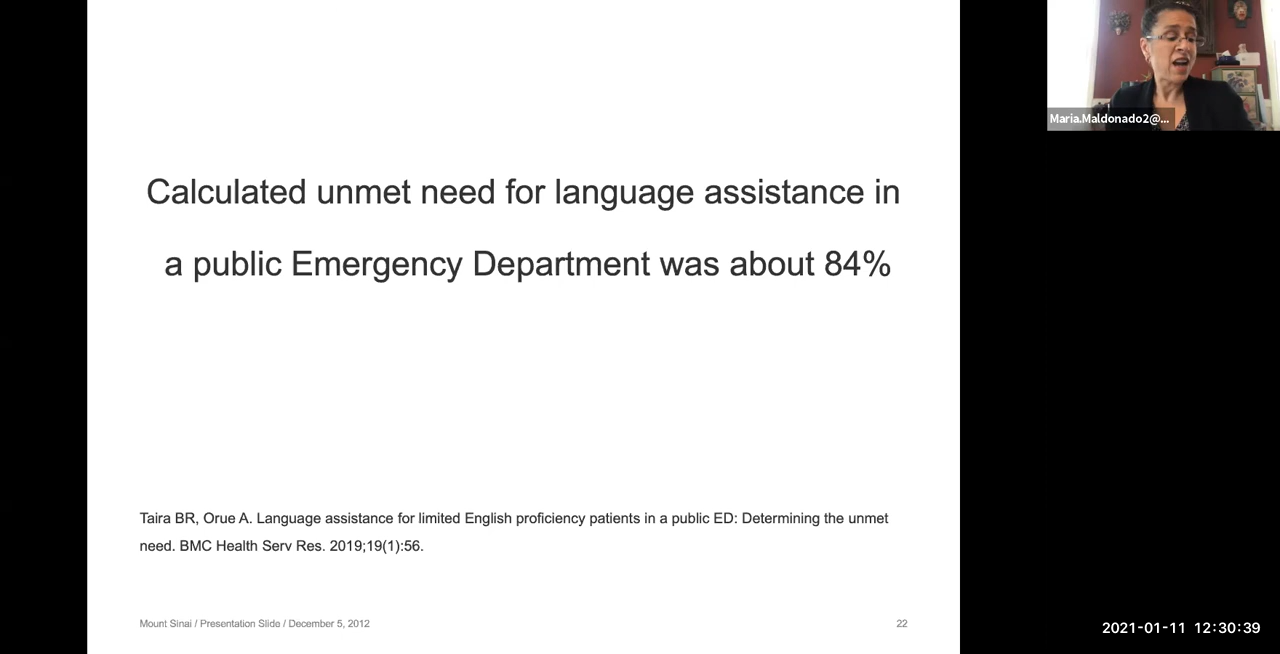 Maria.Maldonado2@...
Calculated unmet need for language assistance in
a public Emergency Department was about 84%
Taira BR, Orue A. Language assistance for limited English proficiency patients in a public ED: Determining the unmet
need. BMC Health Serv Res. 2019;19(1):56.
Mount Sinai / Presentation Slide / December 5, 2012
22
2021-01-11 12:30:39